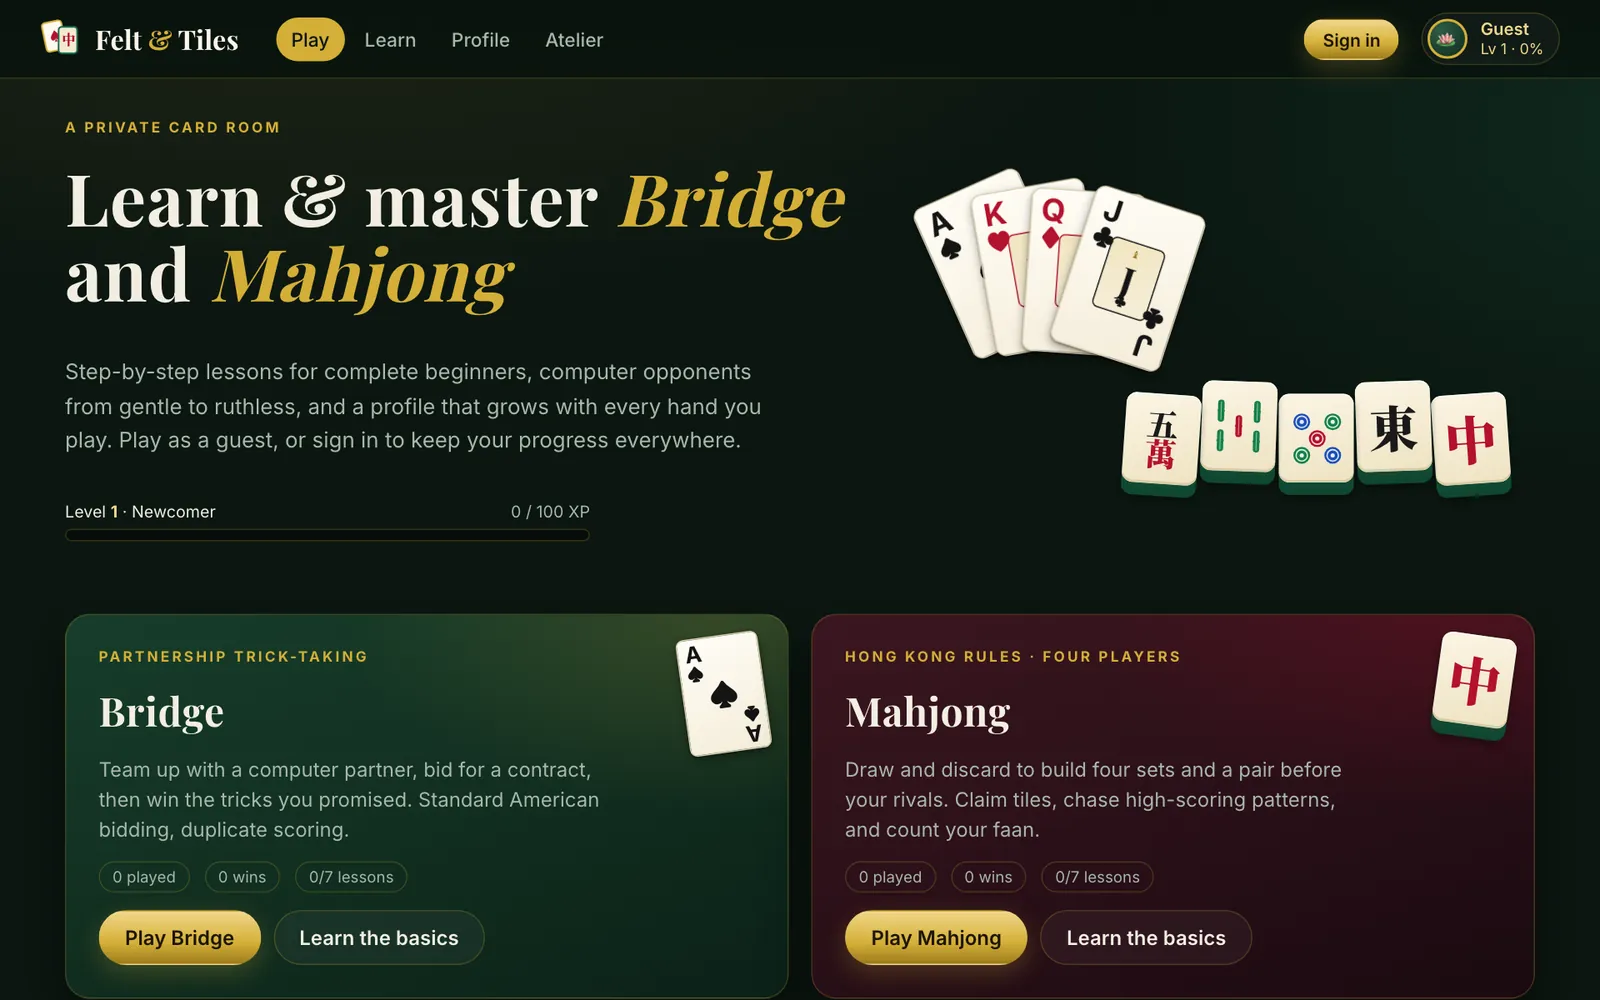 Felt & Tiles
Play
Learn
Profile
Atelier
Sign in
Guest
Lv 1 · 0%
A PRIVATE CARD ROOM
Learn & master Bridge
and Mahjong
Step-by-step lessons for complete beginners, computer opponents
from gentle to ruthless, and a profile that grows with every hand you
play. Play as a guest, or sign in to keep your progress everywhere.
Level 1 · Newcomer
0 / 100 XP
A
K
Q
J
J
J
五
萬
東
中
PARTNERSHIP TRICK-TAKING
Bridge
Team up with a computer partner, bid for a contract,
then win the tricks you promised. Standard American
bidding, duplicate scoring.
0 played
0 wins
0/7 lessons
Play Bridge
Learn the basics
A
A
HONG KONG RULES · FOUR PLAYERS
Mahjong
Draw and discard to build four sets and a pair before
your rivals. Claim tiles, chase high-scoring patterns,
and count your faan.
0 played
0 wins
0/7 lessons
Play Mahjong
Learn the basics
中